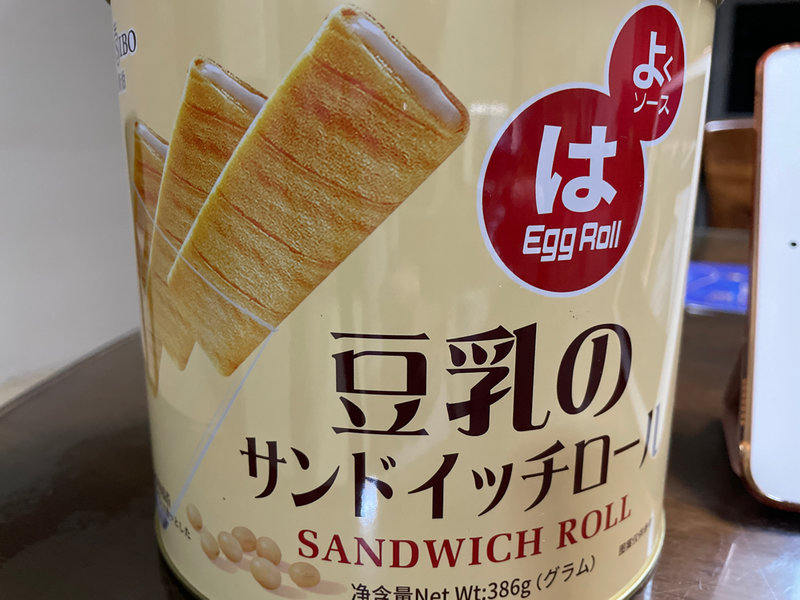 よく
ソース
は
Egg Roll
豆乳の
サンドイッチロール
SANDWICH ROLL
净含量Net Wt:386g（グラム）